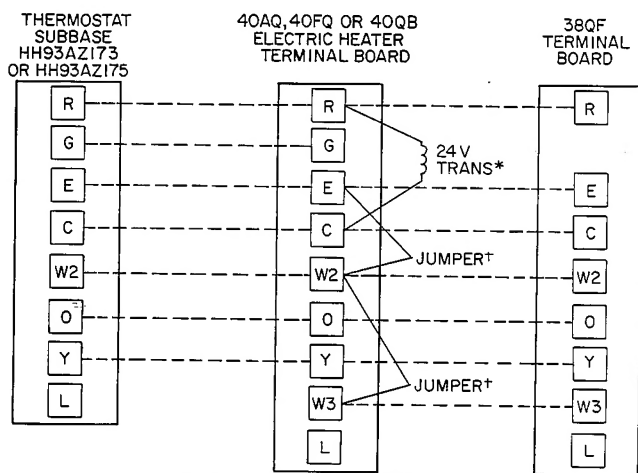 THERMOSTAT
SUBBASE
HH93AZ173
OR HH93AZ175
40AQ, 40FQ OR 40QB
ELECTRIC HEATER
TERMINAL BOARD
38QF
TERMINAL
BOARD
R
R
R
G
G
24V
TRANS*
E
E
E
C
C
C
JUMPER†
W2
W2
W2
O
O
O
Y
Y
Y
JUMPER†
L
W3
W3
L
L